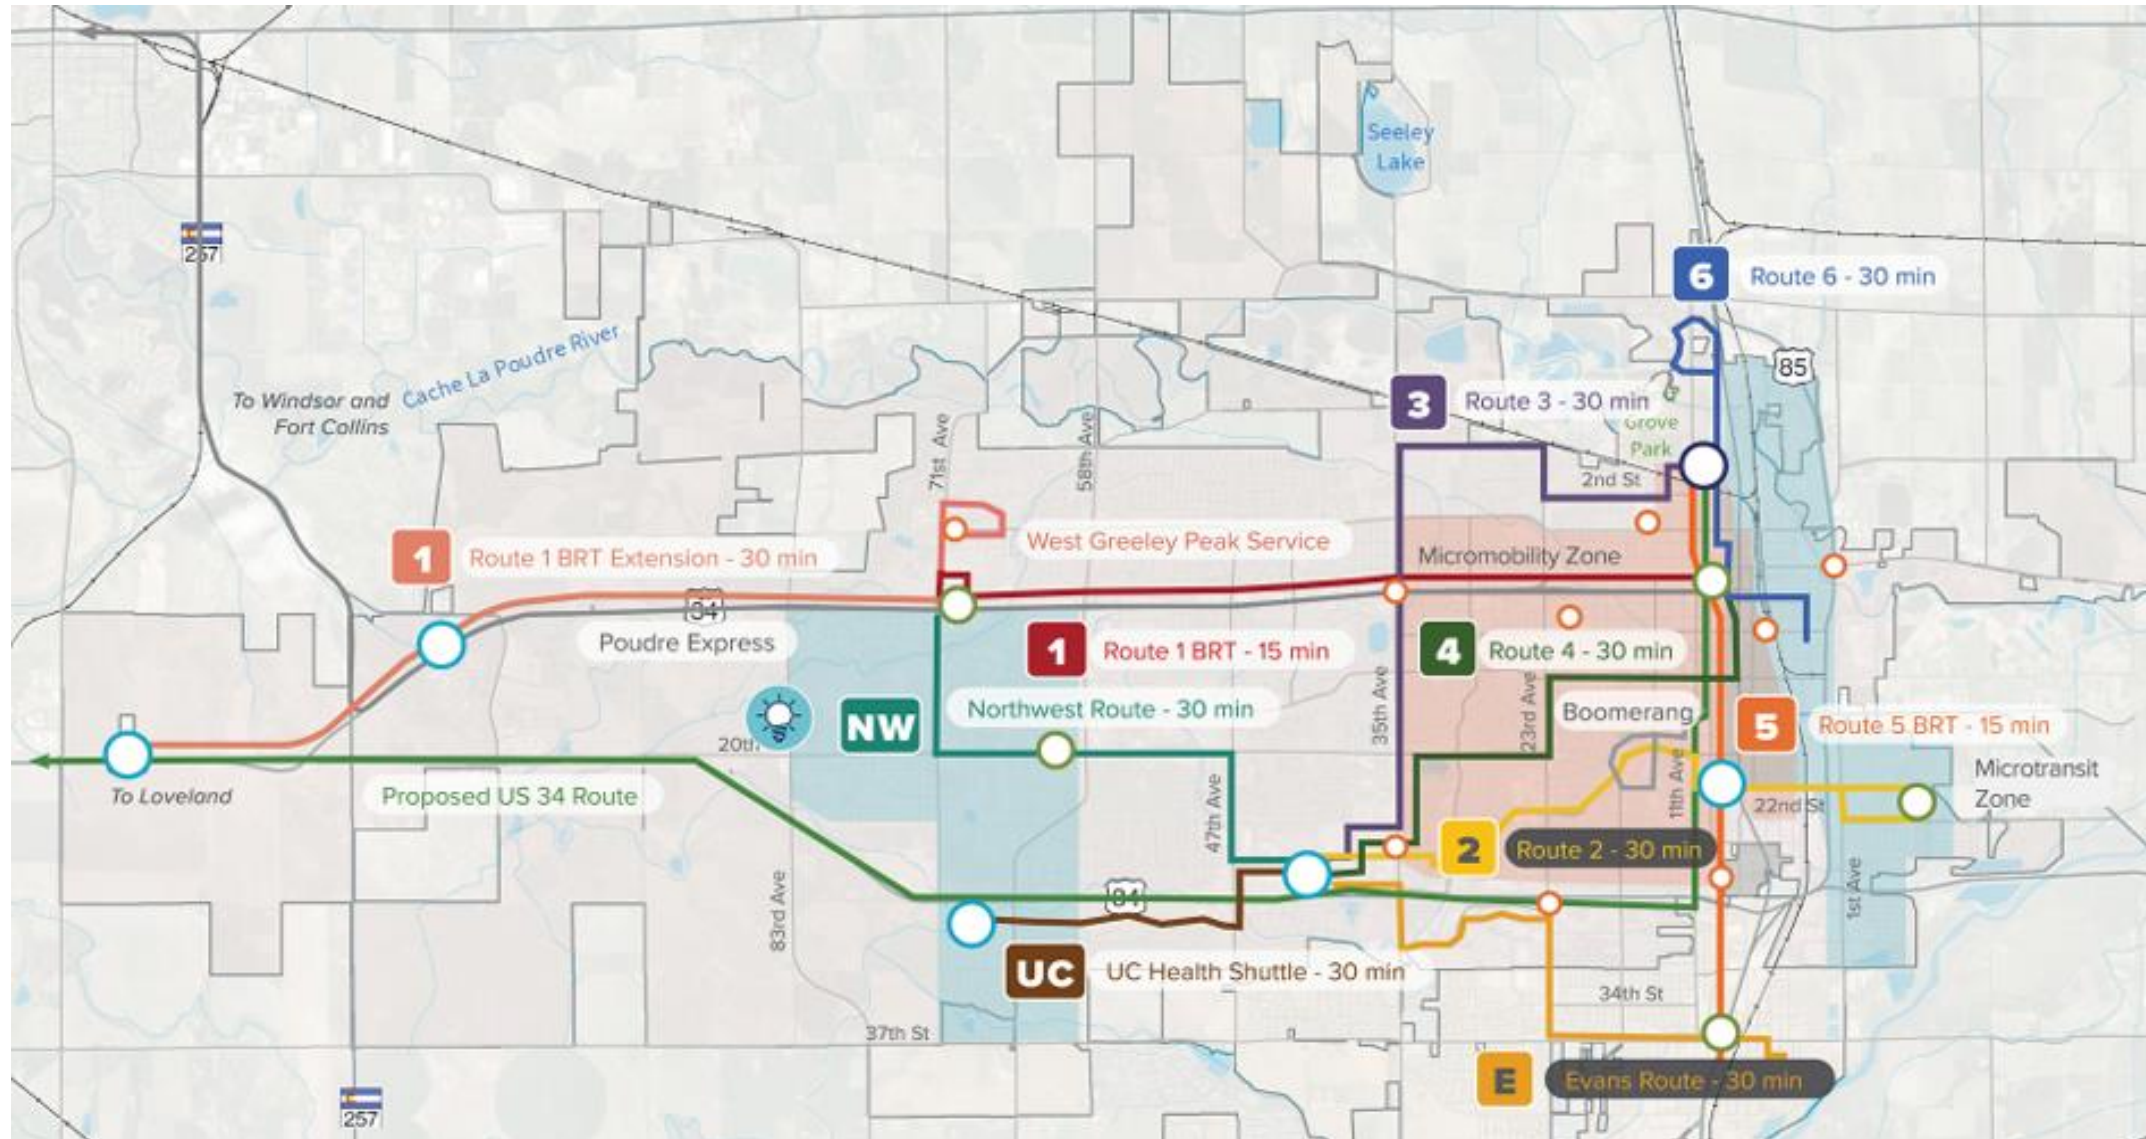 Seeley
Lake
257
6
Route 6 - 30 min
Cache La Poudre River
85
To Windsor and
Fort Collins
3
Route 3 - 30 min
Grove
Park
71st Ave
58th Ave
2nd St
1
Route 1 BRT Extension - 30 min
West Greeley Peak Service
Micromobility Zone
34
Poudre Express
1
Route 1 BRT - 15 min
4
Route 4 - 30 min
35th Ave
23rd Ave
NW
Northwest Route - 30 min
Boomerang
5
Route 5 BRT - 15 min
20th
11th Ave
Microtransit
Zone
To Loveland
Proposed US 34 Route
47th Ave
22nd St
2
Route 2 - 30 min
83rd Ave
34
1st Ave
UC
UC Health Shuttle - 30 min
34th St
37th St
E
Evans Route - 30 min
257